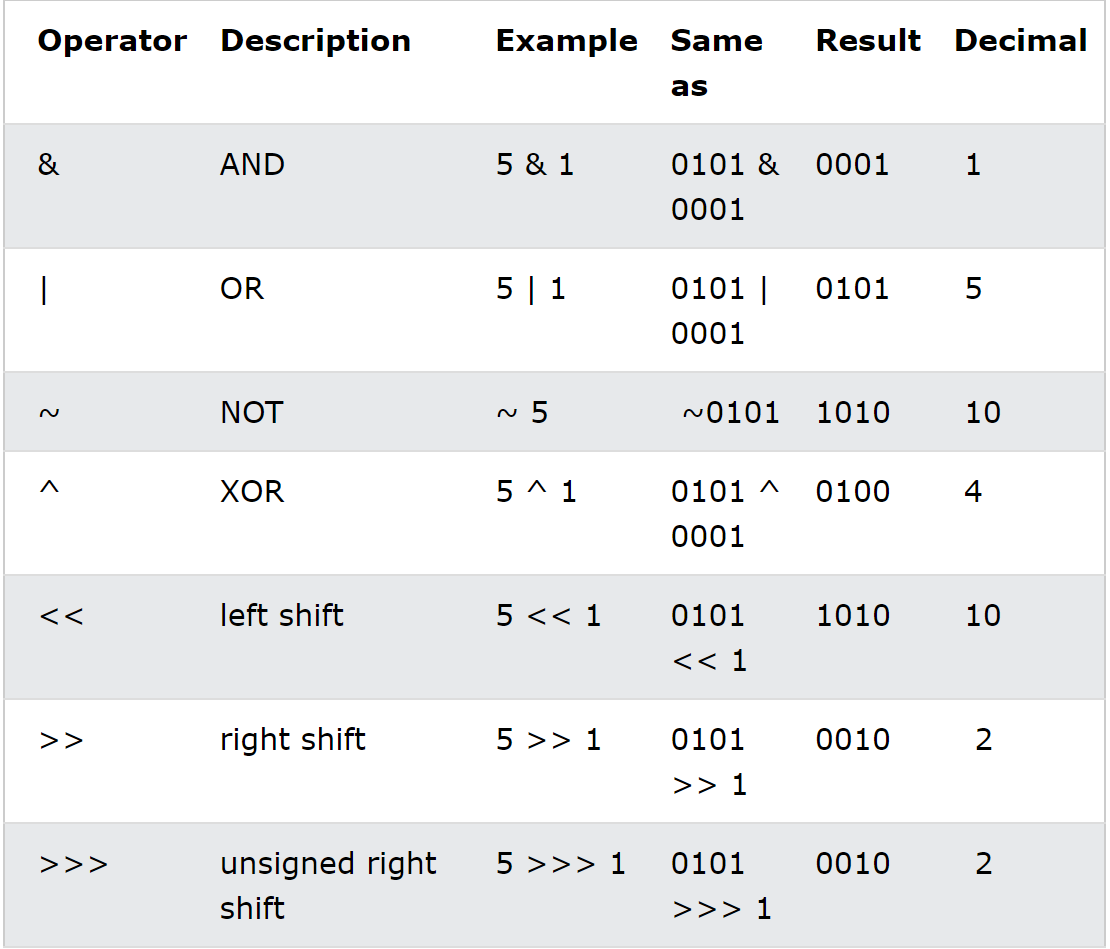 Operator Description Example Same Result Decimal
as
& AND 5 & 1 0101 & 0001 1
0001
| OR 5 | 1 0101 | 0101 5
0001
~ NOT ~ 5 ~0101 1010 10
^ XOR 5 ^ 1 0101 ^ 0100 4
0001
<< left shift 5 << 1 0101 1010 10
<< 1
>> right shift 5 >> 1 0101 0010 2
>> 1
>>> unsigned right 5 >>> 1 0101 0010 2
shift >>> 1